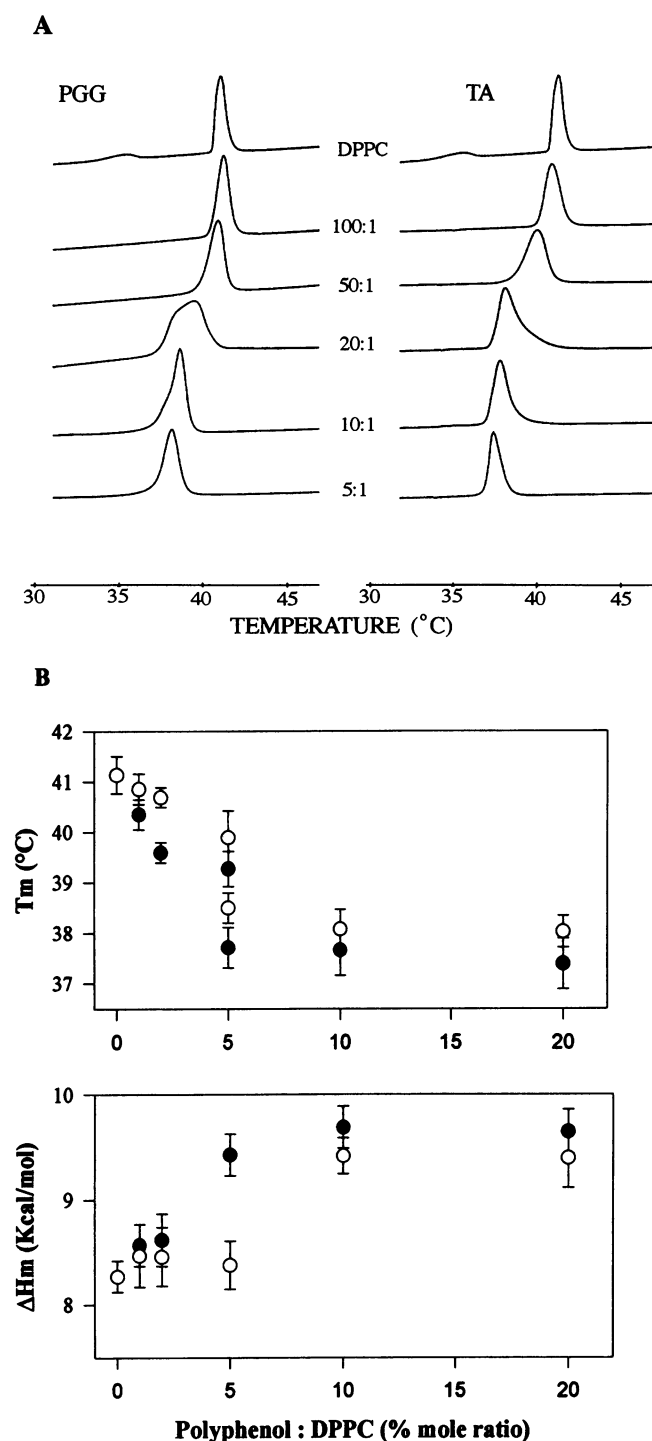 A
PGG
TA
DPPC
100:1
50:1
20:1
10:1
5:1
30 35 40 45 30 35 40 45
TEMPERATURE (°C)
B
42
41
40
39
38
37
Tm (°C)
0 5 10 15 20
10
9
8
ΔHm (Kcal/mol)
0 5 10 15 20
Polyphenol : DPPC (% mole ratio)